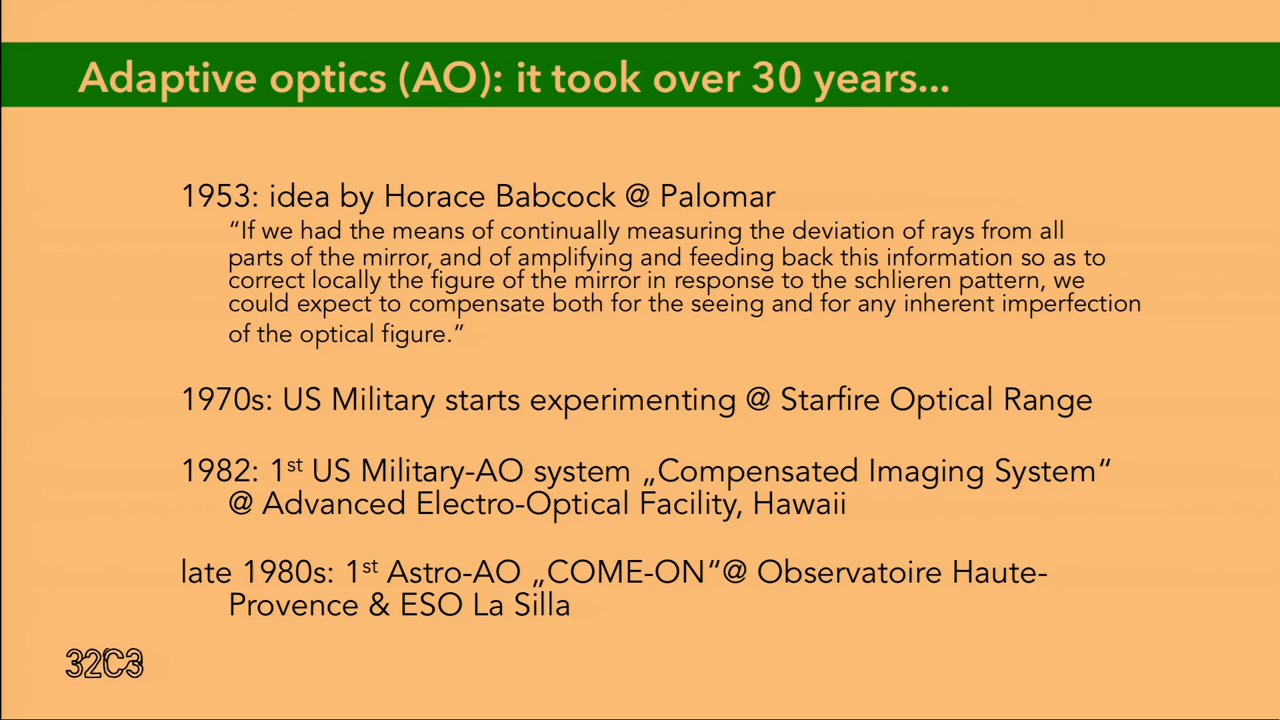 Adaptive optics (AO): it took over 30 years...
1953: idea by Horace Babcock @ Palomar
“If we had the means of continually measuring the deviation of rays from all
parts of the mirror, and of amplifying and feeding back this information so as to
correct locally the figure of the mirror in response to the schlieren pattern, we
could expect to compensate both for the seeing and for any inherent imperfection
of the optical figure.”
1970s: US Military starts experimenting @ Starfire Optical Range
1982: 1st US Military-AO system „Compensated Imaging System“
@ Advanced Electro-Optical Facility, Hawaii
late 1980s: 1st Astro-AO „COME-ON“@ Observatoire Haute-
Provence & ESO La Silla
32C3